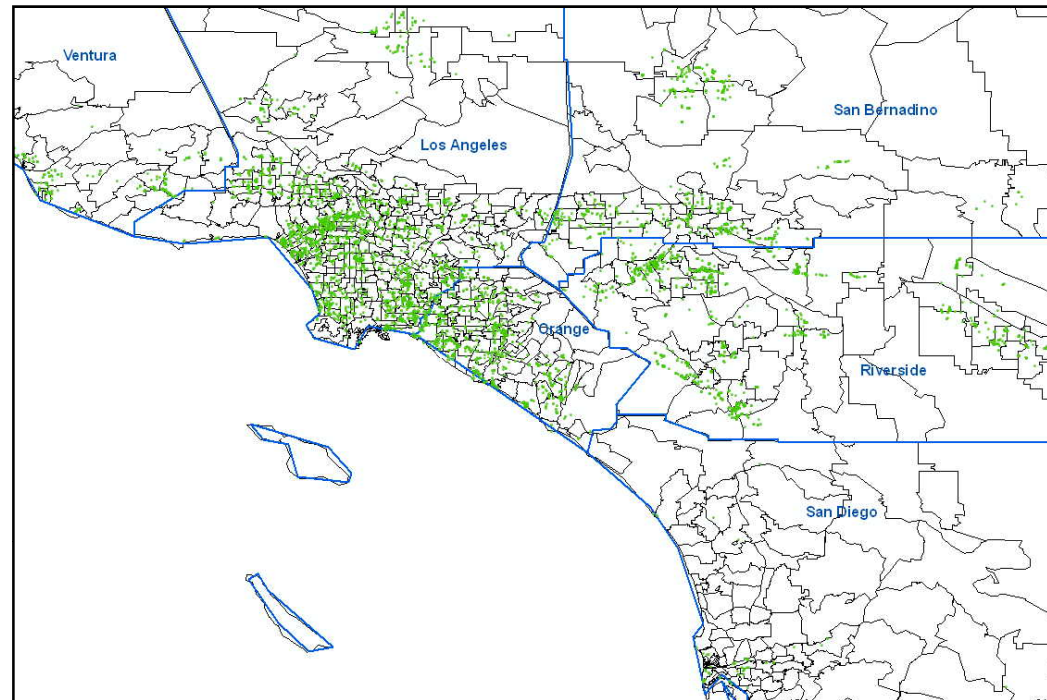 Ventura
San Bernadino
Los Angeles
Orange
Riverside
San Diego